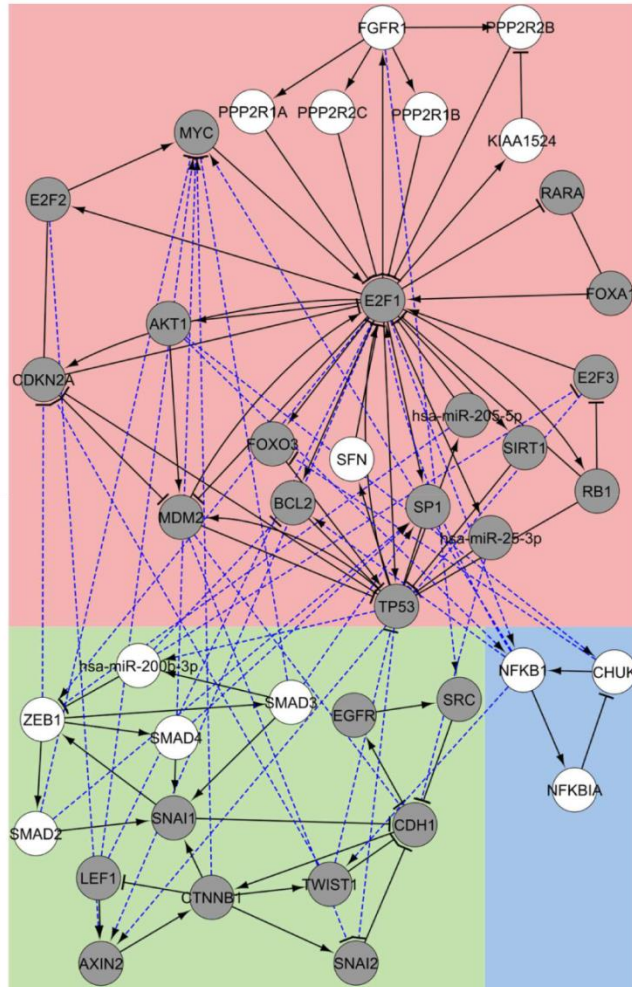 FGFR1
PPP2R2B
PPP2R1A
PPP2R2C
PPP2R1B
MYC
KIAA1524
E2F2
RARA
E2F1
FOXA1
AKT1
CDKN2A
E2F3
hsa-miR-205-5p
FOXO3
SFN
SIRT1
BCL2
SP1
RB1
MDM2
hsa-miR-25-3p
TP53
hsa-miR-200b-3p
NFKB1
CHUK
ZEB1
SMAD3
SRC
EGFR
SMAD4
NFKBIA
SMAD2
SNAI1
CDH1
LEF1
CTNNB1
TWIST1
AXIN2
SNAI2